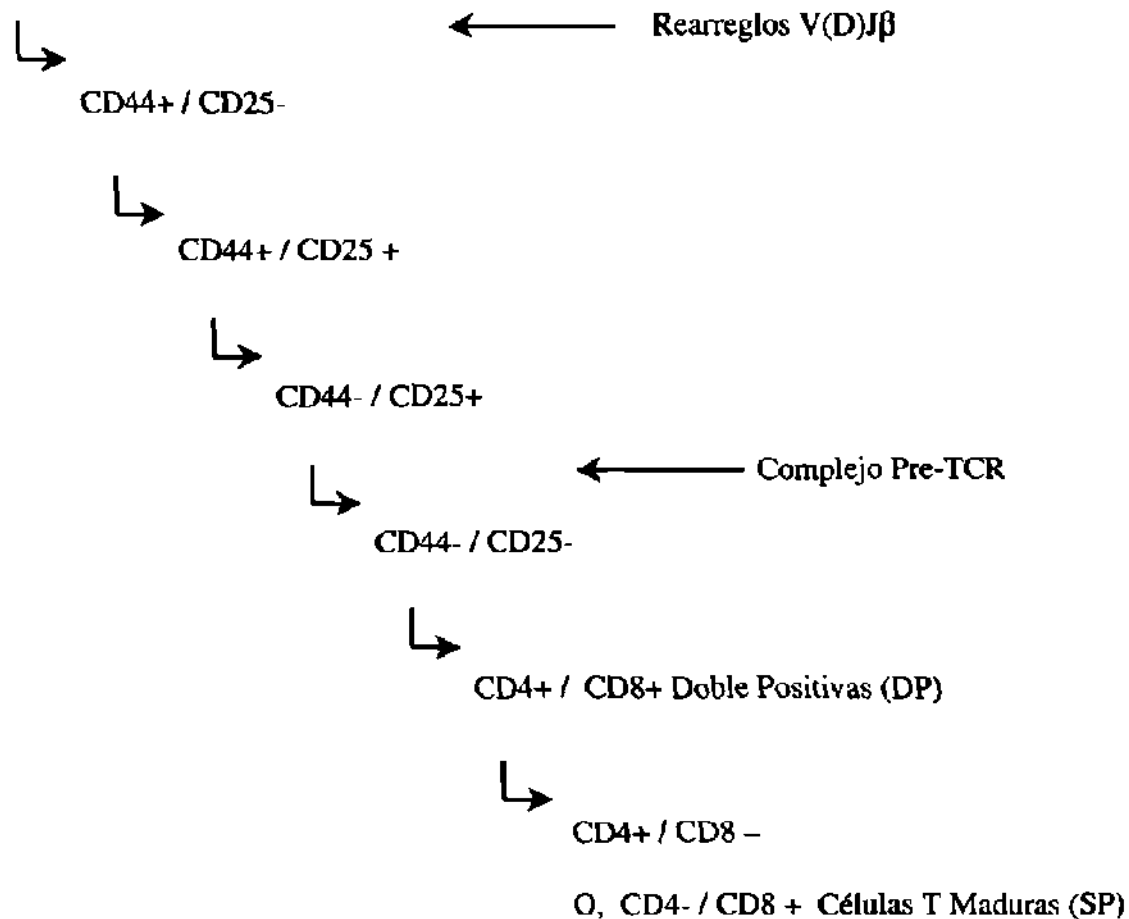 Rearreglos V(D)Jβ
CD44+ / CD25-
CD44+ / CD25 +
CD44- / CD25+
Complejo Pre-TCR
CD44- / CD25-
CD4+ / CD8+ Doble Positivas (DP)
CD4+ / CD8 –
O, CD4- / CD8 + Células T Maduras (SP)